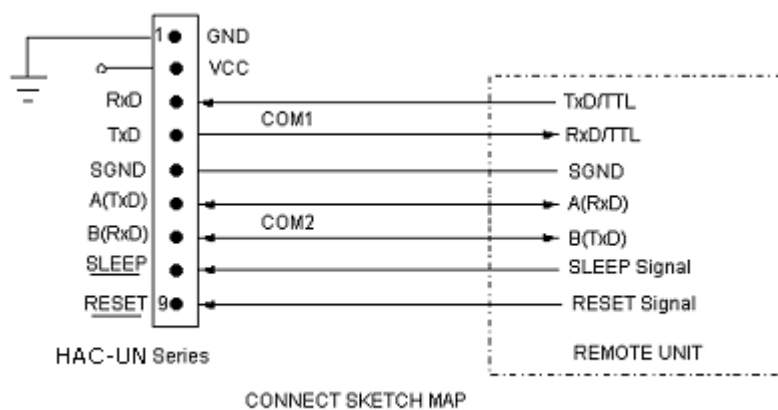 1 GND
VCC
RxD COM1 TxD/TTL
TxD RxD/TTL
SGND SGND
A(TxD) COM2 A(RxD)
B(RxD) B(TxD)
SLEEP SLEEP Signal
RESET 9 RESET Signal
HAC-UN Series REMOTE UNIT
CONNECT SKETCH MAP